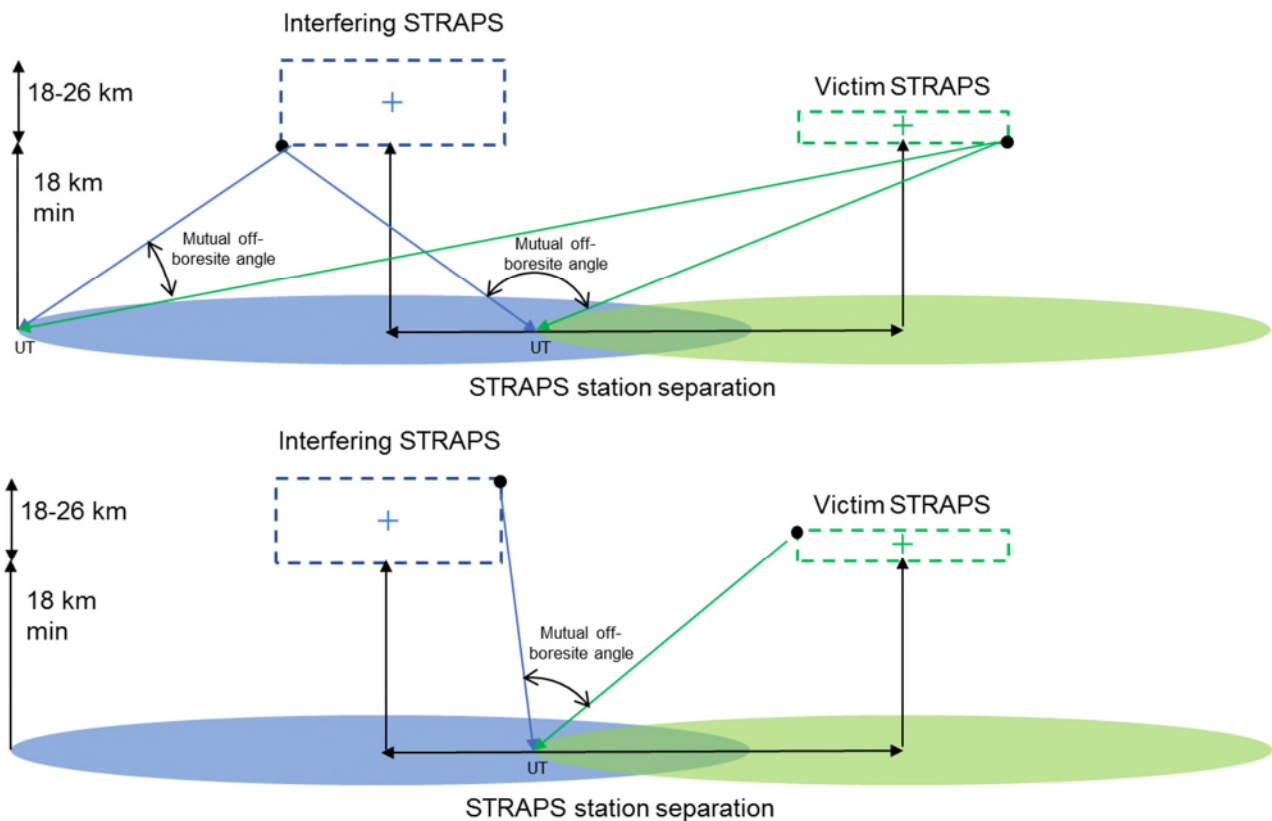 Interfering STRAPS
18-26 km
Victim STRAPS
18 km
min
Mutual off-
boresite angle
Mutual off-
boresite angle
UT
UT
STRAPS station separation
Interfering STRAPS
18-26 km
Victim STRAPS
18 km
min
Mutual off-
boresite angle
UT
STRAPS station separation